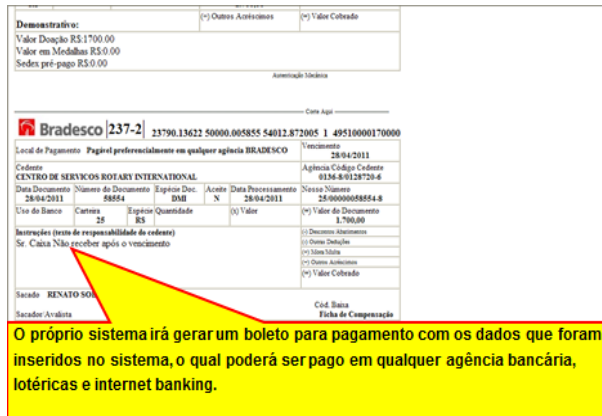 (+) Outros Acréscimos (=) Valor Cobrado
Demonstrativo:
Valor Doação R$:1700.00
Valor em Medalhas R$:0.00
Sedex pré-pago R$:0.00
Autenticação Mecânica
Corte Aqui
Bradesco 237-2 23790.13622 50000.005855 54012.872005 1 49510000170000
Local de Pagamento Pagável preferencialmente em qualquer agência BRADESCO Vencimento
28/04/2011
Cedente Agência/Código Cedente
CENTRO DE SERVICOS ROTARY INTERNATIONAL 0136-8/0128720-6
Data Documento Número do Documento Espécie Doc. Aceite Data Processamento Nosso Número
28/04/2011 58554 DMI N 28/04/2011 25/00000058554-8
Uso do Banco Carteira Espécie Quantidade (x) Valor (=) Valor do Documento
25 R$ 1.700,00
Instruções (texto de responsabilidade do cedente) (-) Descontos/Abatimentos
Sr. Caixa Não receber após o vencimento (-) Outras Deduções
(+) Mora/Multa
(+) Outros Acréscimos
(=) Valor Cobrado
Sacado RENATO
Cód. Baixa
Sacador/Avalista Ficha de Compensação
O próprio sistema irá gerar um boleto para pagamento com os dados que foram
inseridos no sistema, o qual poderá ser pago em qualquer agência bancária,
lotéricas e internet banking.